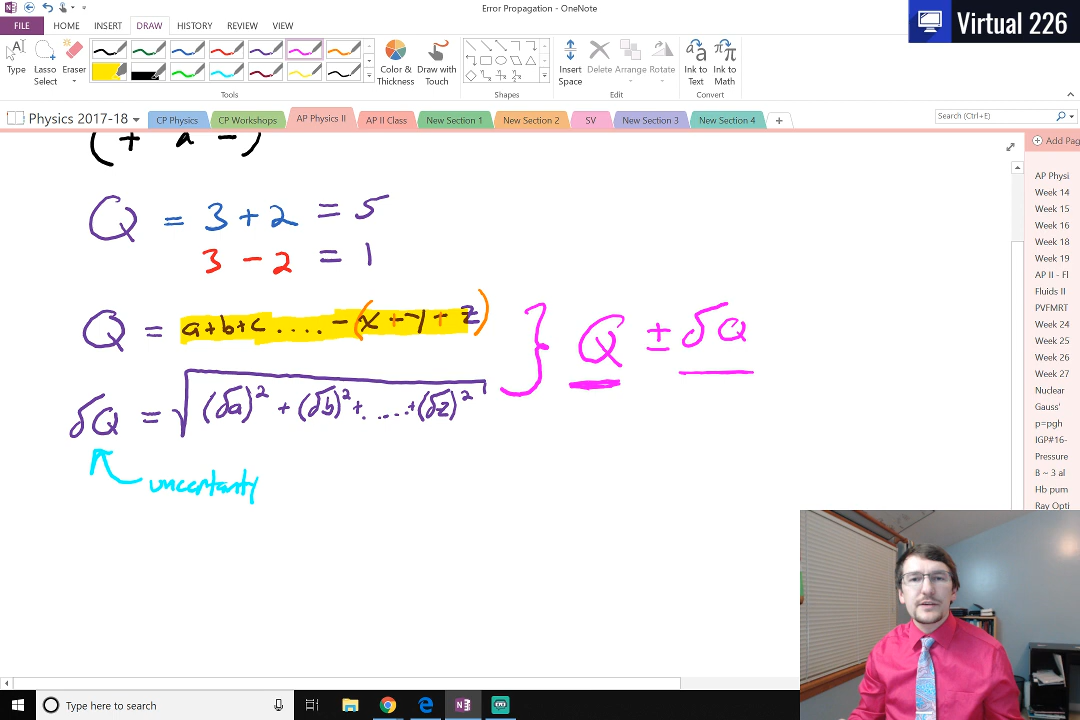 Error Propagation - OneNote
Virtual 226
FILE HOME INSERT DRAW HISTORY REVIEW VIEW
Type
Lasso Select
Eraser
Color & Thickness
Draw with Touch
Insert Space
Delete
Arrange
Rotate
Ink to Text
Ink to Math
Tools
Shapes
Edit
Convert
Physics 2017-18
CP Physics
CP Workshops
AP Physics II
AP II Class
New Section 1
New Section 2
SV
New Section 3
New Section 4
+
Search (Ctrl+E)
Add Pag
(+ a -)
Q = 3 + 2 = 5
3 - 2 = 1
Q = a+b+c .... - (x + y + z)
δQ = √(δa)² + (δb)² + .... + (δz)²
} Q ± δQ
uncertainty
AP Physi
Week 14
Week 15
Week 16
Week 18
Week 19
AP II - Fl
Fluids II
PVFMRT
Week 24
Week 25
Week 26
Week 27
Nuclear
Gauss'
p=pgh
IGP#16-
Pressure
B ~ 3 al
Hb pum
Ray Opti
Type here to search